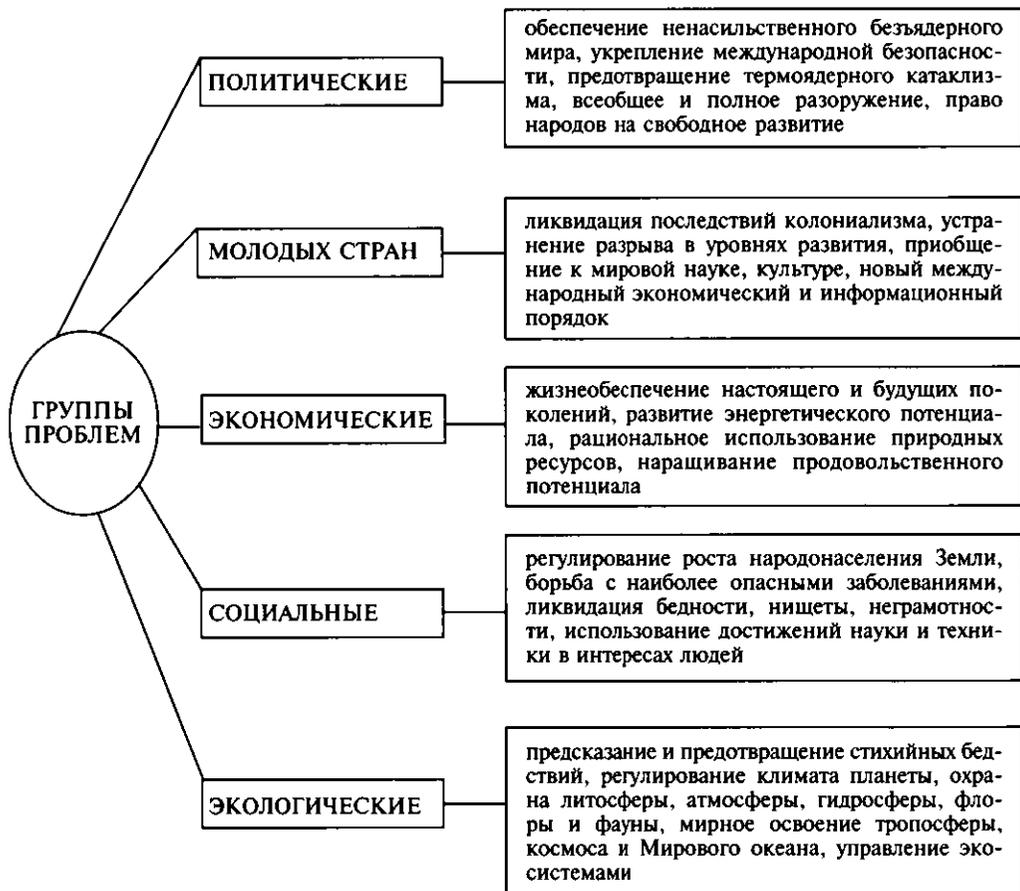 обеспечение ненасильственного безъядерного
мира, укрепление международной безопаснос-
ти, предотвращение термоядерного катаклиз-
ма, всеобщее и полное разоружение, право
народов на свободное развитие
ПОЛИТИЧЕСКИЕ
ликвидация последствий колониализма, устра-
нение разрыва в уровнях развития, приобще-
ние к мировой науке, культуре, новый между-
народный экономический и информационный
порядок
МОЛОДЫХ СТРАН
ГРУППЫ
ПРОБЛЕМ
ЭКОНОМИЧЕСКИЕ
жизнеобеспечение настоящего и будущих по-
колений, развитие энергетического потенциа-
ла, рациональное использование природных
ресурсов, наращивание продовольственного
потенциала
СОЦИАЛЬНЫЕ
регулирование роста народонаселения Земли,
борьба с наиболее опасными заболеваниями,
ликвидация бедности, нищеты, неграмотнос-
ти, использование достижений науки и техни-
ки в интересах людей
ЭКОЛОГИЧЕСКИЕ
предсказание и предотвращение стихийных бед-
ствий, регулирование климата планеты, охра-
на литосферы, атмосферы, гидросферы, фло-
ры и фауны, мирное освоение тропосферы,
космоса и Мирового океана, управление эко-
системами